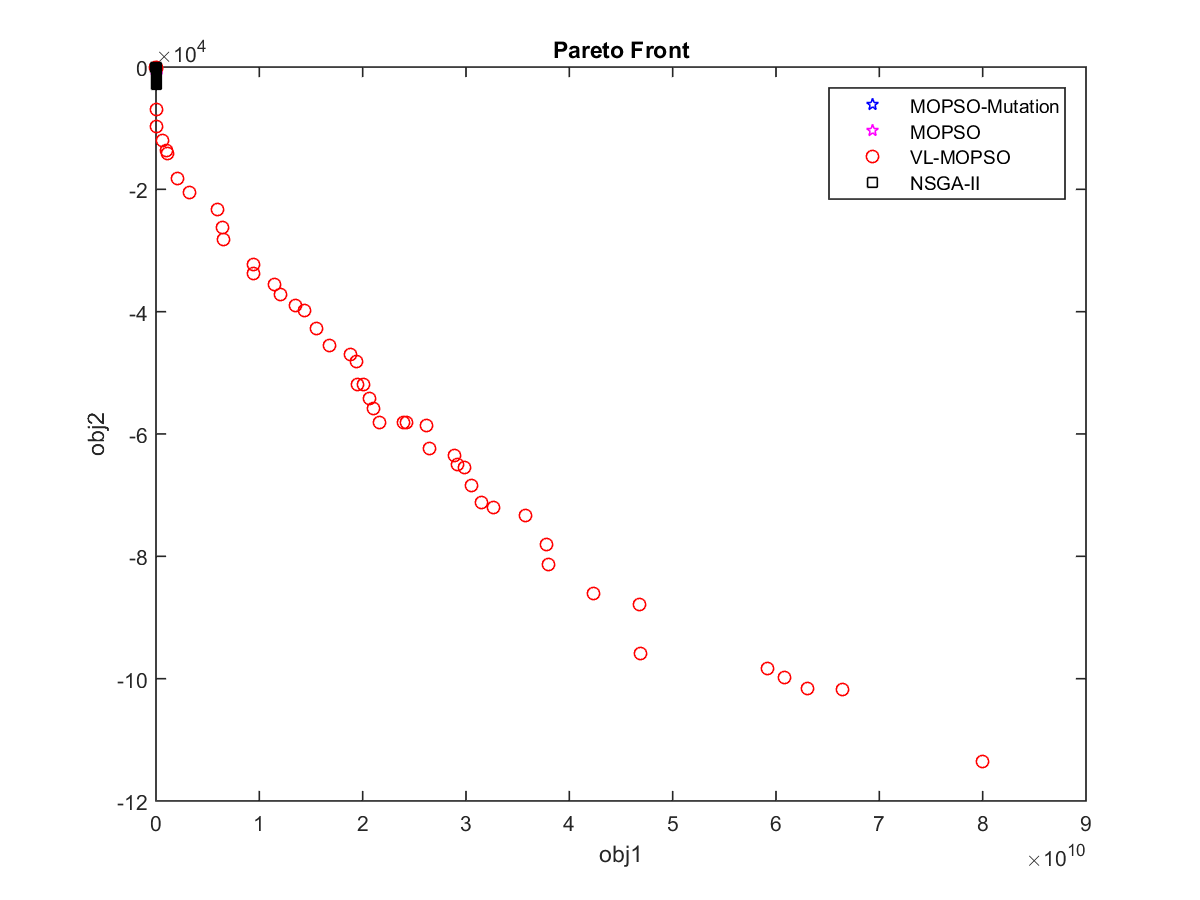 Pareto Front
×10^4
0
-2
-4
-6
-8
-10
-12
obj2
MOPSO-Mutation
MOPSO
VL-MOPSO
NSGA-II
0 1 2 3 4 5 6 7 8 9
obj1
×10^10